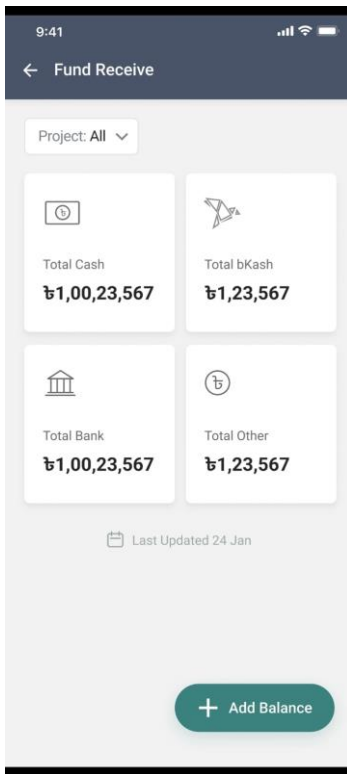 9:41
Fund Receive
Project: All
Total Cash
৳1,00,23,567
Total bKash
৳1,23,567
Total Bank
৳1,00,23,567
Total Other
৳1,23,567
Last Updated 24 Jan
Add Balance